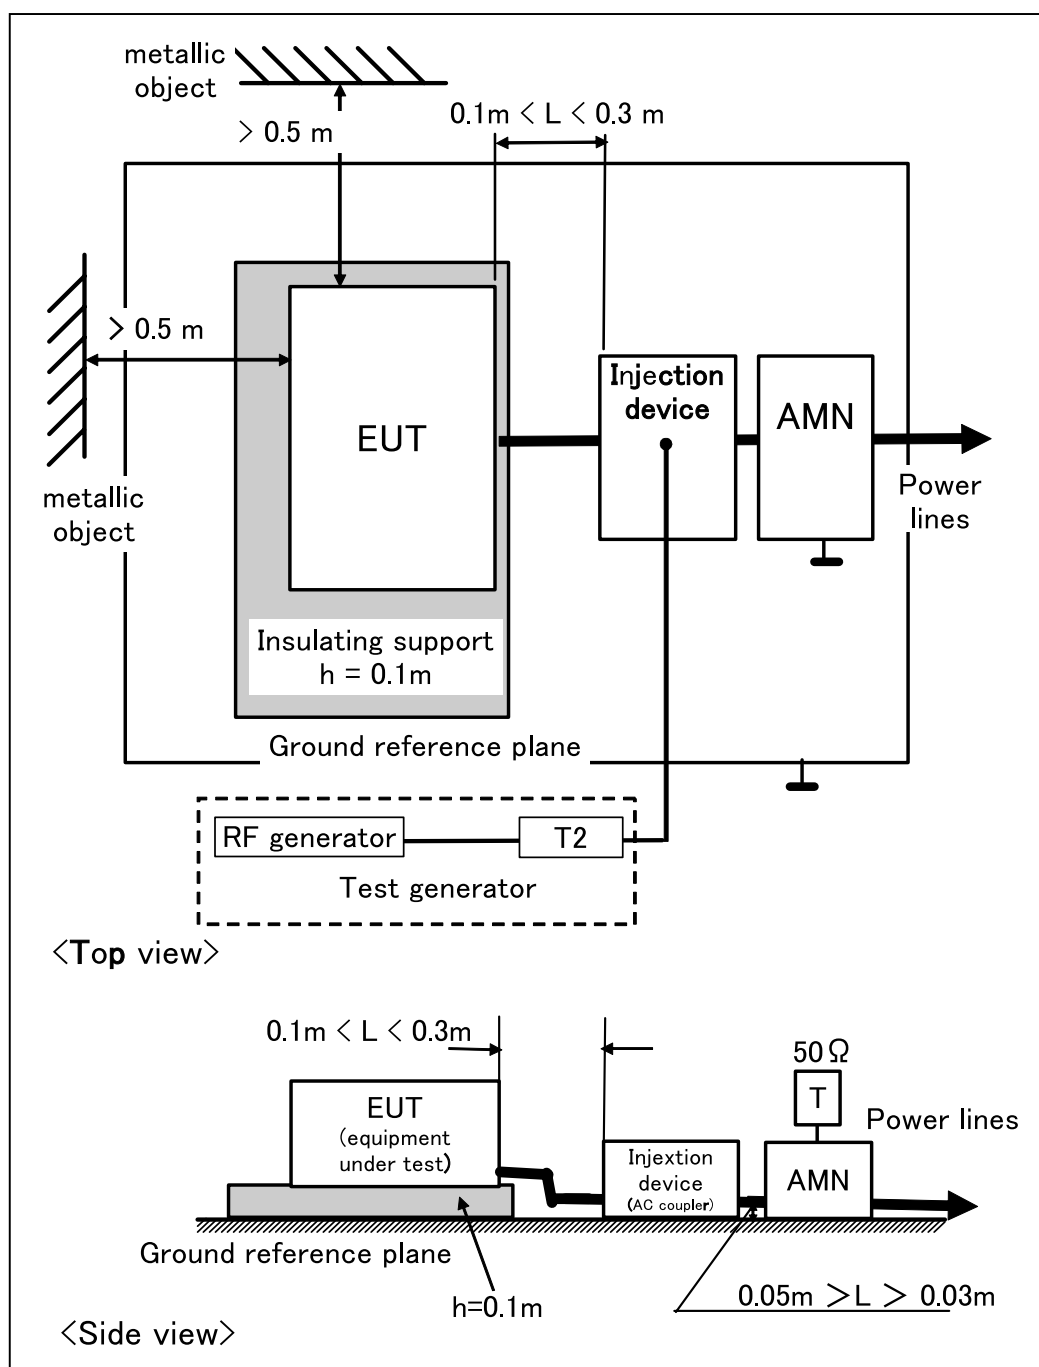 metallic
object
> 0.5 m
0.1m < L < 0.3 m
> 0.5 m
metallic
object
EUT
Injection
device
AMN
Power
lines
Insulating support
h = 0.1m
Ground reference plane
RF generator
T2
Test generator
<Top view>
0.1m < L < 0.3m
50Ω
T
EUT
(equipment
under test)
Injextion
device
(AC coupler)
AMN
Power lines
Ground reference plane
h=0.1m
0.05m >L > 0.03m
<Side view>